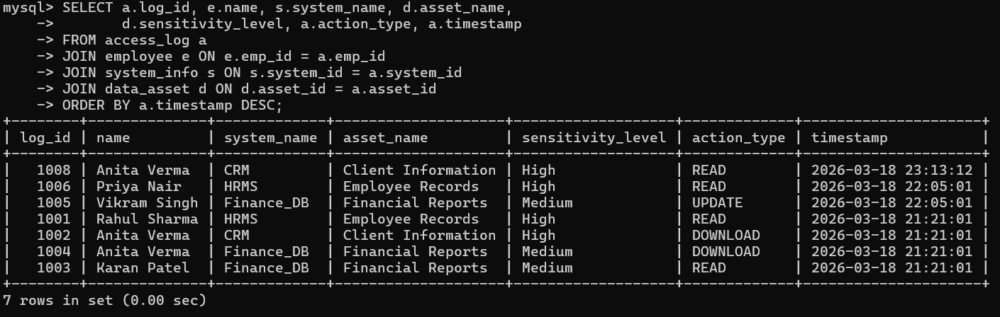 mysql> SELECT a.log_id, e.name, s.system_name, d.asset_name,
    ->        d.sensitivity_level, a.action_type, a.timestamp
    -> FROM access_log a
    -> JOIN employee e ON e.emp_id = a.emp_id
    -> JOIN system_info s ON s.system_id = a.system_id
    -> JOIN data_asset d ON d.asset_id = a.asset_id
    -> ORDER BY a.timestamp DESC;
+--------+--------------+-------------+--------------------+-------------------+-------------+---------------------+
| log_id | name         | system_name | asset_name         | sensitivity_level | action_type | timestamp           |
+--------+--------------+-------------+--------------------+-------------------+-------------+---------------------+
|   1008 | Anita Verma  | CRM         | Client Information | High              | READ        | 2026-03-18 23:13:12 |
|   1006 | Priya Nair   | HRMS        | Employee Records   | High              | READ        | 2026-03-18 22:05:01 |
|   1005 | Vikram Singh | Finance_DB  | Financial Reports  | Medium            | UPDATE      | 2026-03-18 22:05:01 |
|   1001 | Rahul Sharma | HRMS        | Employee Records   | High              | READ        | 2026-03-18 21:21:01 |
|   1002 | Anita Verma  | CRM         | Client Information | High              | DOWNLOAD    | 2026-03-18 21:21:01 |
|   1004 | Anita Verma  | Finance_DB  | Financial Reports  | Medium            | DOWNLOAD    | 2026-03-18 21:21:01 |
|   1003 | Karan Patel  | Finance_DB  | Financial Reports  | Medium            | READ        | 2026-03-18 21:21:01 |
+--------+--------------+-------------+--------------------+-------------------+-------------+---------------------+
7 rows in set (0.00 sec)